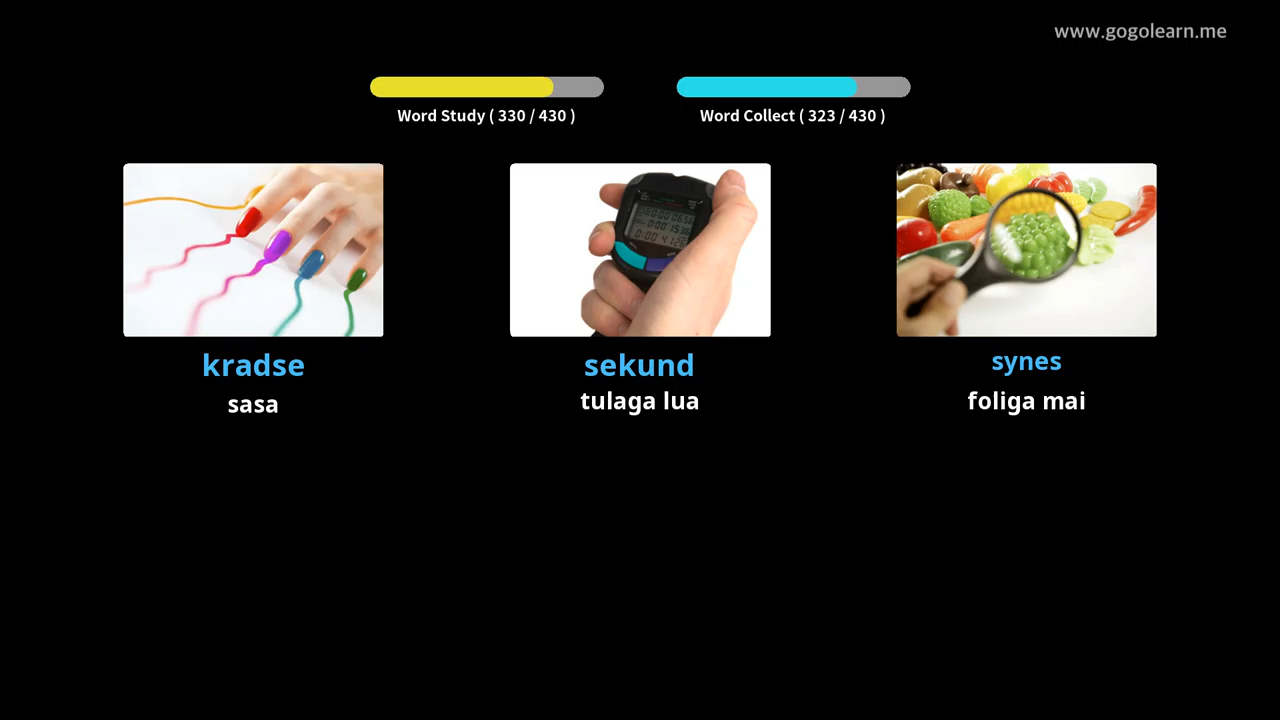 www.gogolearn.me
Word Study ( 330 / 430 )
Word Collect ( 323 / 430 )
kradse
sasa
sekund
tulaga lua
synes
foliga mai